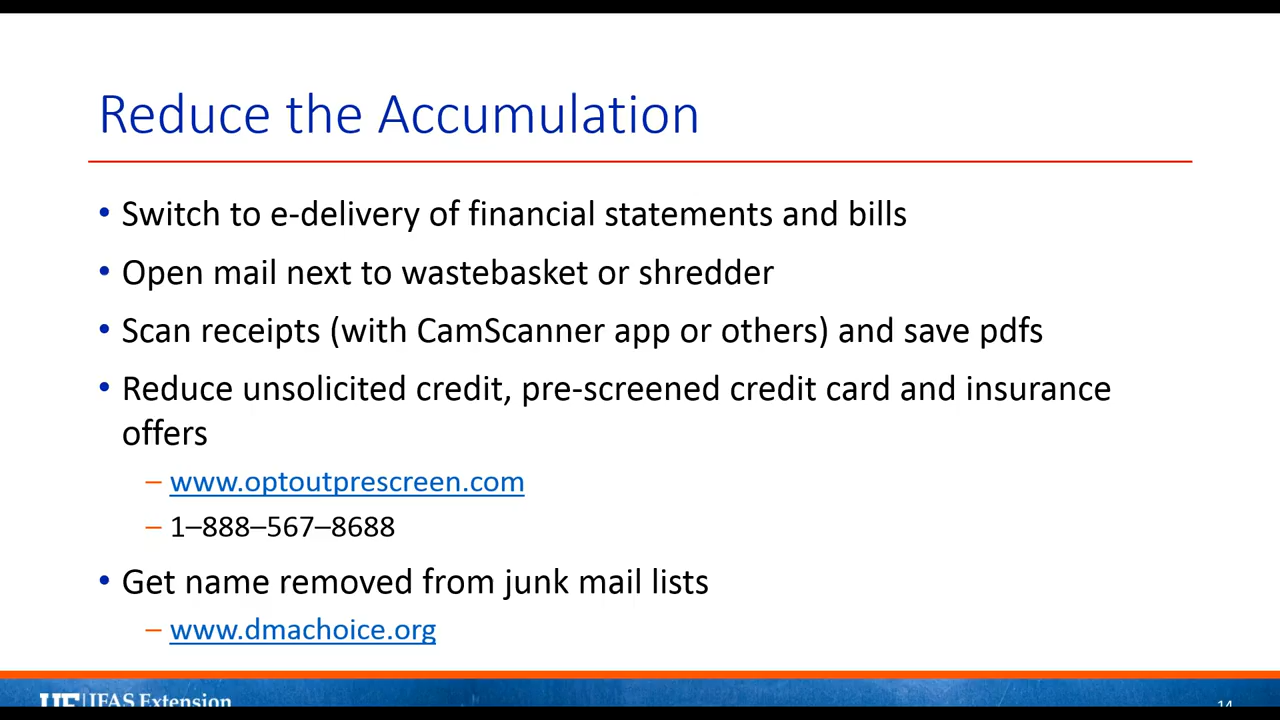 Reduce the Accumulation
• Switch to e-delivery of financial statements and bills
• Open mail next to wastebasket or shredder
• Scan receipts (with CamScanner app or others) and save pdfs
• Reduce unsolicited credit, pre-screened credit card and insurance
offers
– www.optoutprescreen.com
– 1–888–567–8688
• Get name removed from junk mail lists
– www.dmachoice.org
UF | IFAS Extension
14